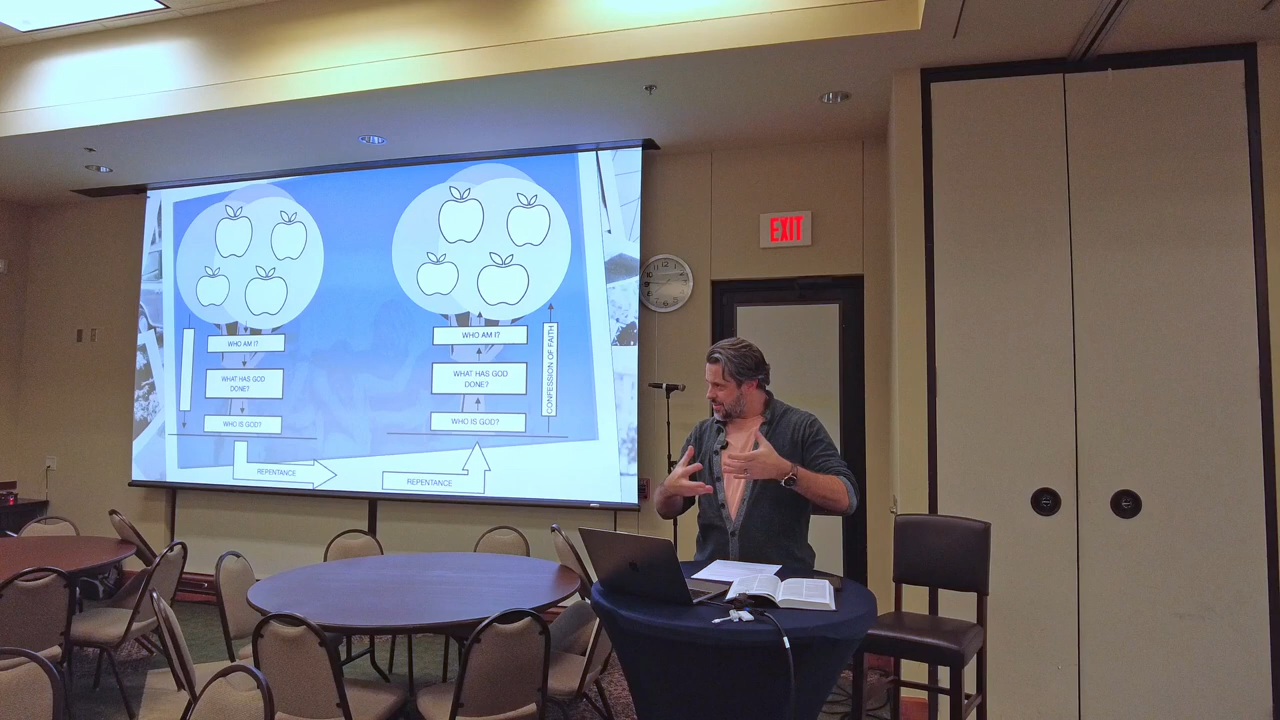 EXIT
WHO AM I?
WHAT HAS GOD
DONE?
WHO IS GOD?
REPENTANCE
WHO AM I?
WHAT HAS GOD
DONE?
WHO IS GOD?
CONFESSION OF FAITH
REPENTANCE